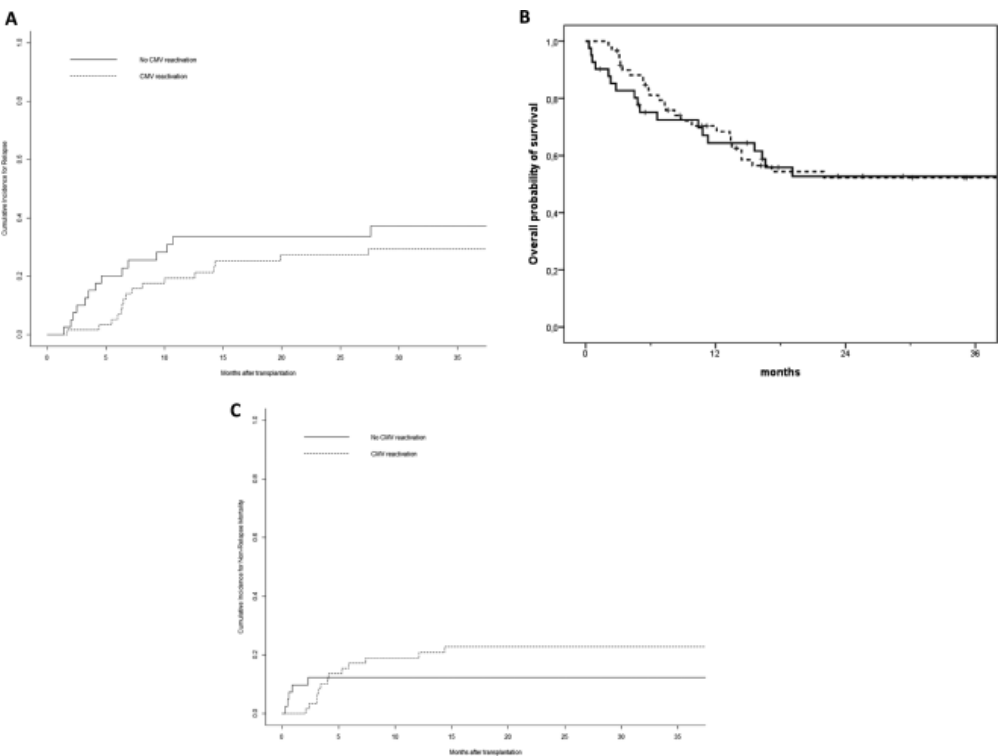 A
1.0
0.8
0.6
0.4
0.2
0.0
Cumulative Incidence for Relapse
No CMV reactivation
CMV reactivation
0 5 10 15 20 25 30 35
Months after transplantation
B
1,0
0,8
0,6
0,4
0,2
0,0
Overall probability of survival
0 12 24 36
months
C
1.0
0.8
0.6
0.4
0.2
0.0
Cumulative Incidence for Non-Relapse Mortality
No CMV reactivation
CMV reactivation
0 5 10 15 20 25 30 35
Months after transplantation